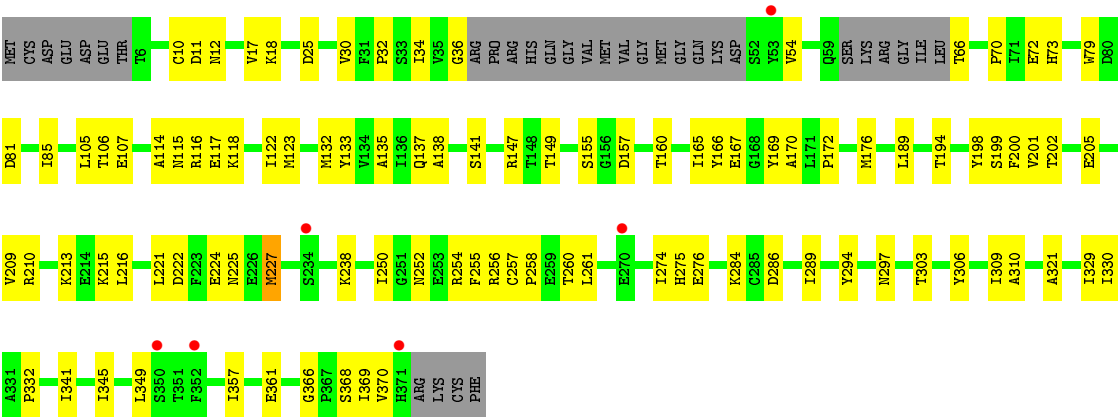 MET CYS ASP GLU ASP GLU THR T6 C10 D11 N12 V17 K18 D25 V30 F31 P32 S33 I34 V35 G36 ARG PRO ARG HIS GLN GLY VAL MET VAL GLY MET GLY GLN LYS ASP S52 Y53 V54 Q59 SER LYS ARG GLY ILE LEU T66 P70 I71 E72 H73 W79 D80
D81 I85 L105 T106 E107 A114 N115 R116 E117 K118 I122 M123 M132 Y133 V134 A135 I136 Q137 A138 S141 R147 T148 T149 S155 G156 D157 T160 I165 Y166 E167 G168 Y169 A170 L171 P172 M176 L189 T194 Y198 S199 F200 V201 T202 E205
V209 R210 K213 E214 K215 L216 L221 D222 F223 E224 N225 E226 M227 S234 K238 I250 G251 N252 E253 R254 F255 R256 C257 P258 E259 T260 L261 E270 I274 H275 E276 K284 C285 D286 I289 Y294 N297 T303 Y306 I309 A310 A321 I329 I330
A331 P332 I341 I345 L349 S350 T351 F352 I357 E361 G366 P367 S368 I369 V370 H371 ARG LYS CYS PHE